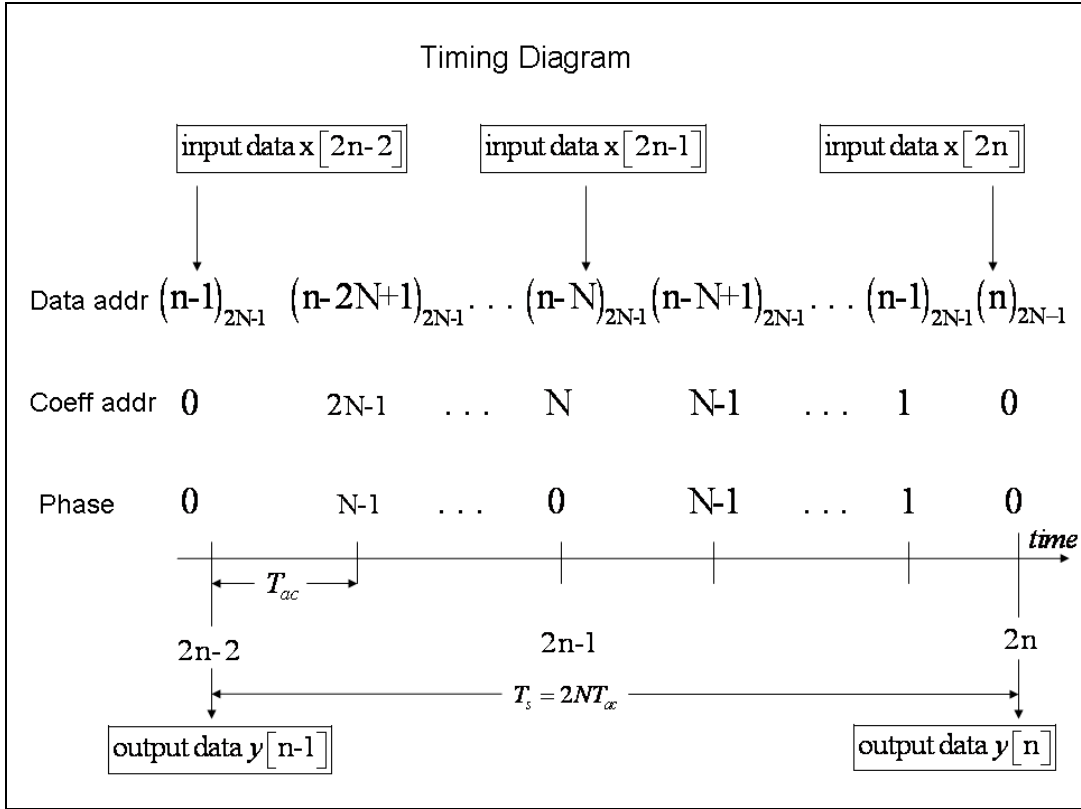 Timing Diagram
input data x[2n-2] input data x[2n-1] input data x[2n]
Data addr (n-1)2N-1 (n-2N+1)2N-1 . . . (n-N)2N-1 (n-N+1)2N-1 . . . (n-1)2N-1 (n)2N-1
Coeff addr 0 2N-1 . . . N N-1 . . . 1 0
Phase 0 N-1 . . . 0 N-1 . . . 1 0
time
Tac
2n-2 2n-1 2n
Ts = 2NTac
output data y[n-1] output data y[n]